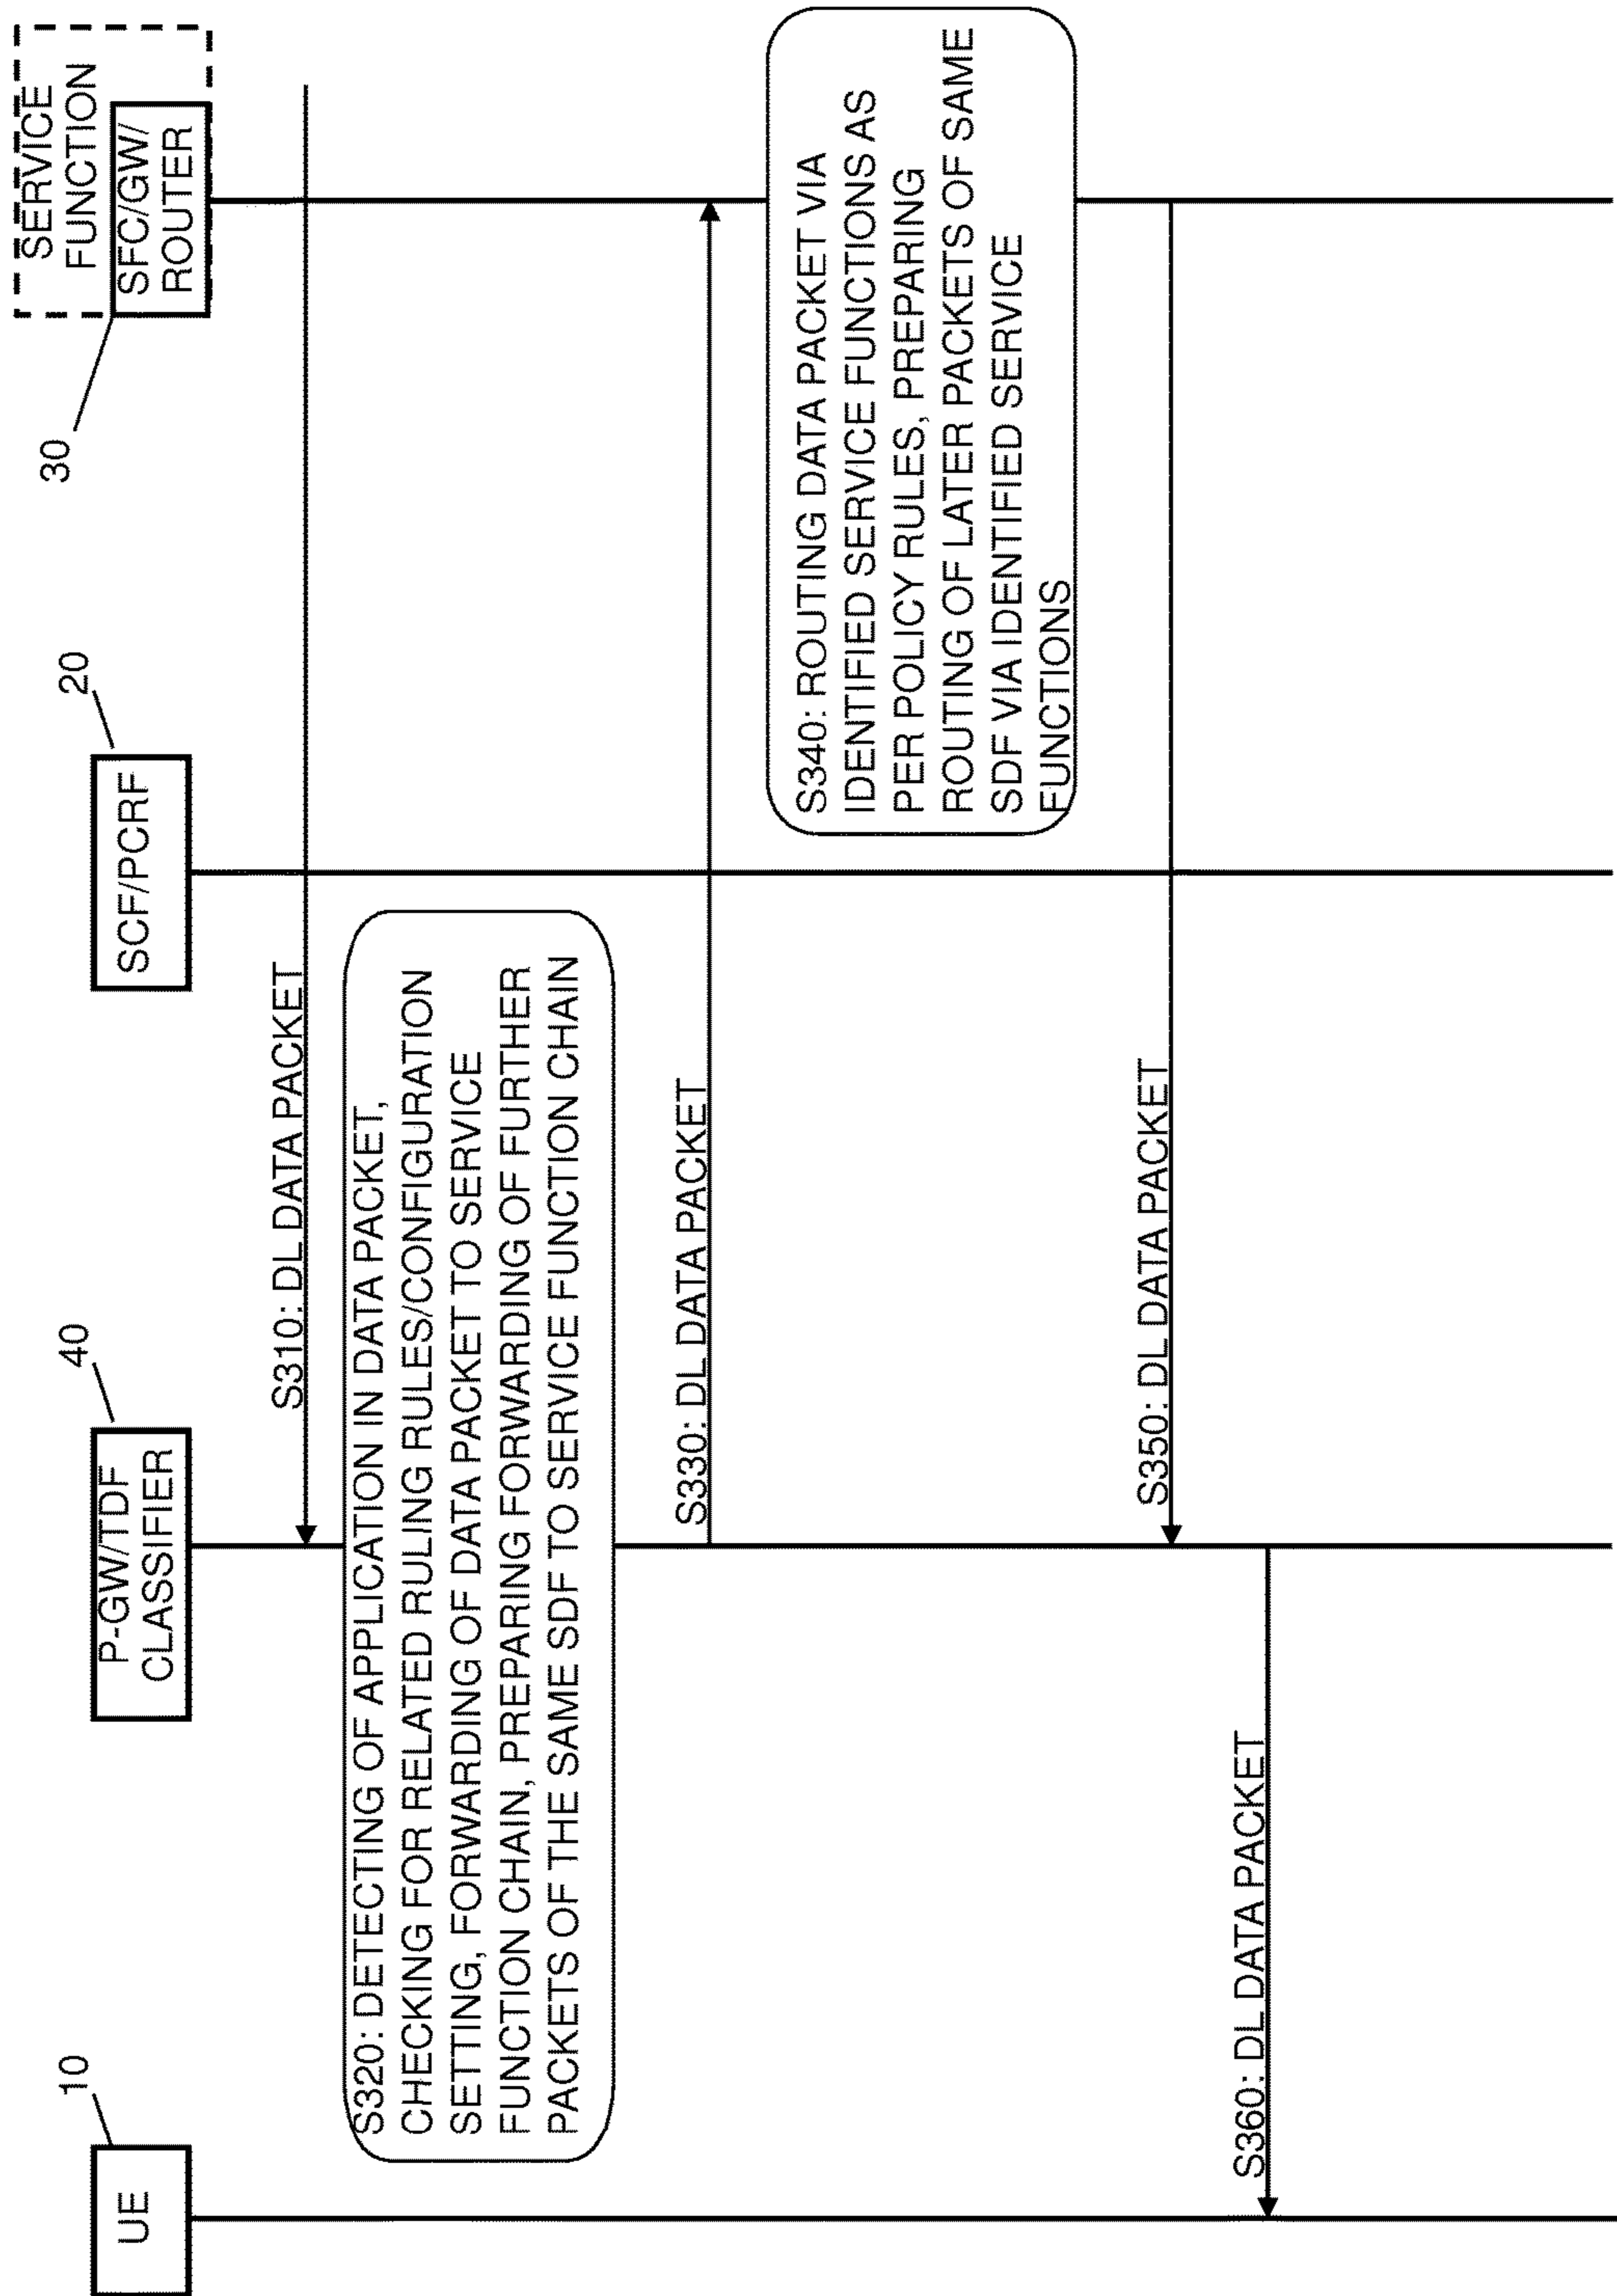 10
UE
40
P-GW/TDF
CLASSIFIER
20
SCF/PCRF
30
SERVICE
FUNCTION
SFC/GW/
ROUTER
S310: DL DATA PACKET
S320: DETECTING OF APPLICATION IN DATA PACKET,
CHECKING FOR RELATED RULING RULES/CONFIGURATION
SETTING, FORWARDING OF DATA PACKET TO SERVICE
FUNCTION CHAIN, PREPARING FORWARDING OF FURTHER
PACKETS OF THE SAME SDF TO SERVICE FUNCTION CHAIN
S330: DL DATA PACKET
S340: ROUTING DATA PACKET VIA
IDENTIFIED SERVICE FUNCTIONS AS
PER POLICY RULES, PREPARING
ROUTING OF LATER PACKETS OF SAME
SDF VIA IDENTIFIED SERVICE
FUNCTIONS
S350: DL DATA PACKET
S360: DL DATA PACKET